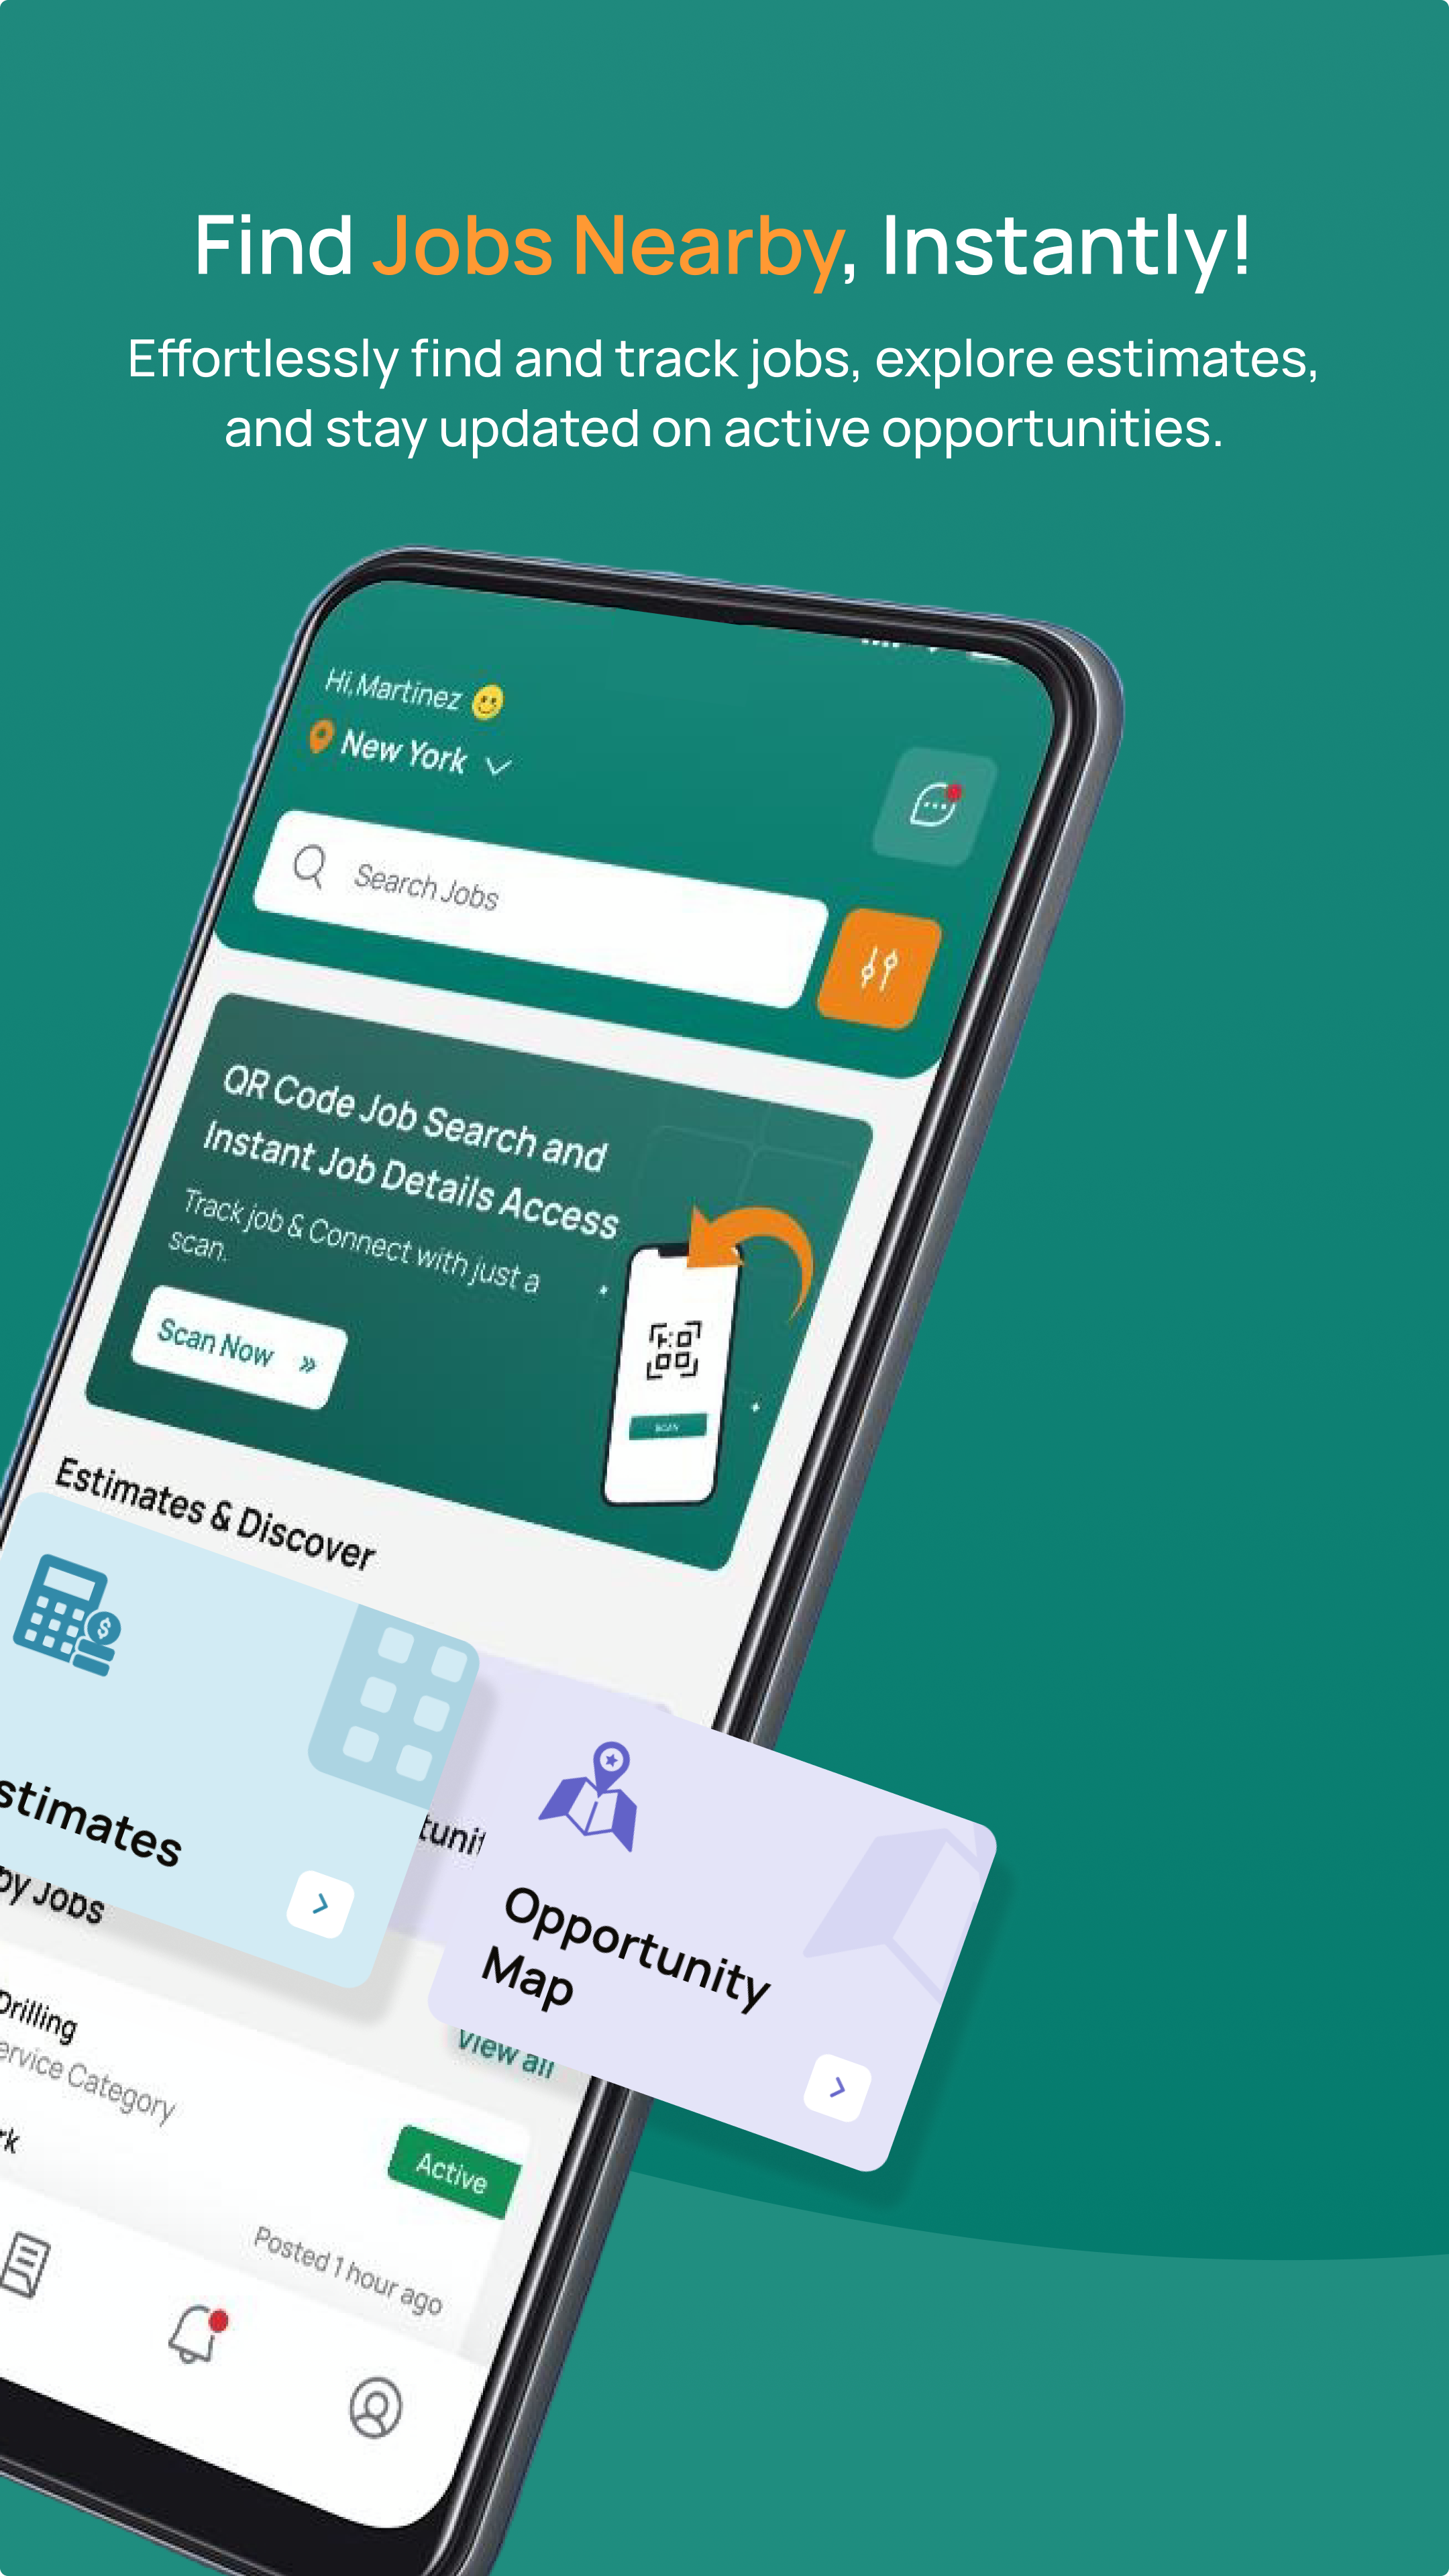 Find Jobs Nearby, Instantly!
Effortlessly find and track jobs, explore estimates,
and stay updated on active opportunities.
Hi,Martinez
New York
Search Jobs
QR Code Job Search and
Instant Job Details Access
Track job & Connect with just a
scan.
Scan Now »
SCAN
Estimates & Discover
stimates
tunit
Opportunity
Map
by Jobs
View all
Drilling
ervice Category
rk
Active
Posted 1 hour ago